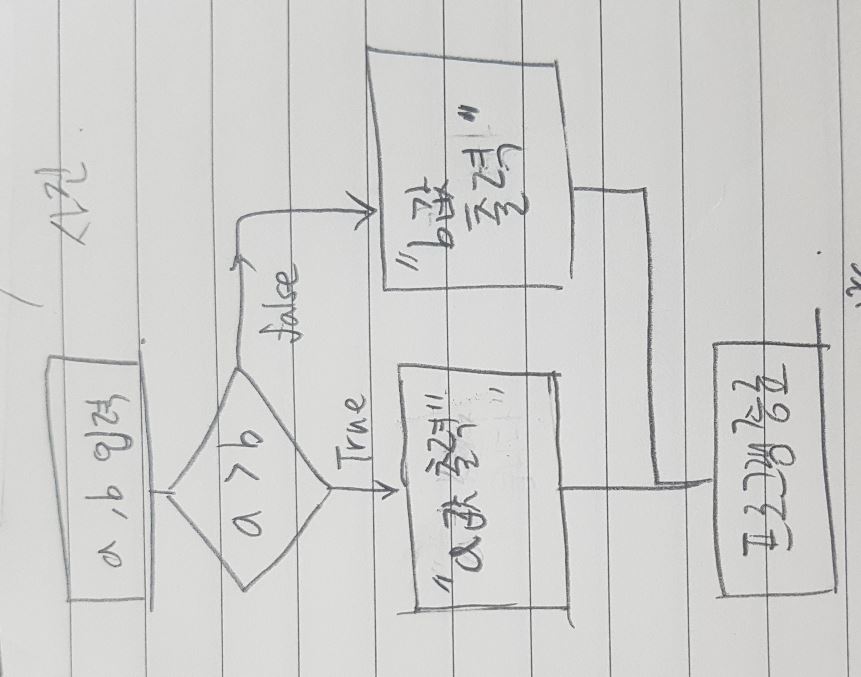 사진.
a, b 입력
a > b
false
True
"a값 출력"
"
"b값
출력"
프로그램 종료